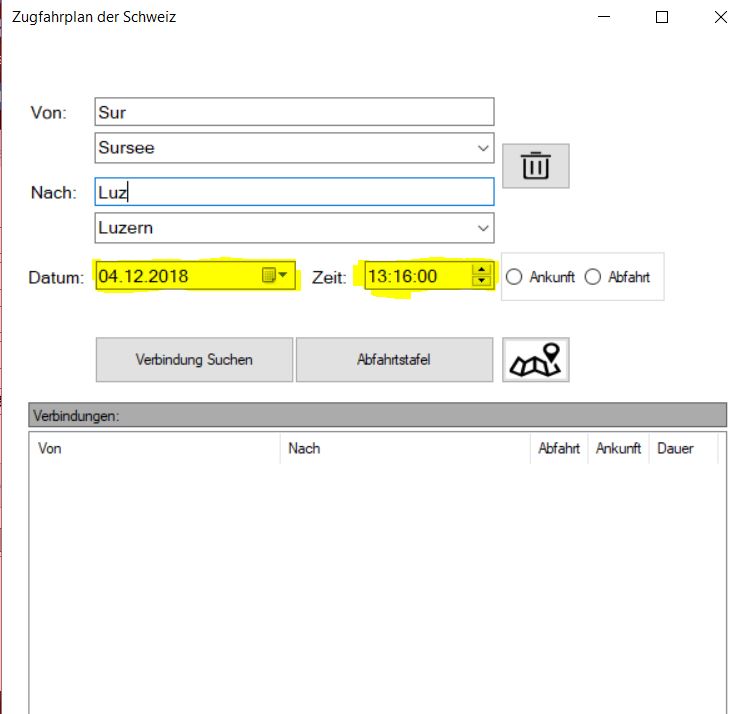 Zugfahrplan der Schweiz
Von: Sur
Sursee
Nach: Luz
Luzern
Datum: 04.12.2018 Zeit: 13:16:00 Ankunft Abfahrt
Verbindung Suchen Abfahrtstafel
Verbindungen:
Von Nach Abfahrt Ankunft Dauer